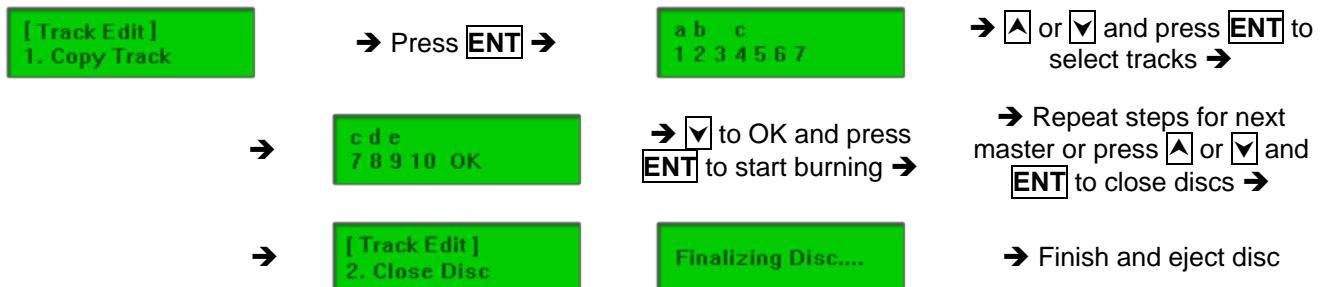 [ Track Edit ]
1. Copy Track
➔ Press ENT ➔
a b c
1 2 3 4 5 6 7
➔ or and press ENT to
select tracks ➔
➔
c d e
7 8 9 10 OK
➔ to OK and press
ENT to start burning ➔
➔ Repeat steps for next
master or press or and
ENT to close discs ➔
➔
[ Track Edit ]
2. Close Disc
Finalizing Disc....
➔ Finish and eject disc